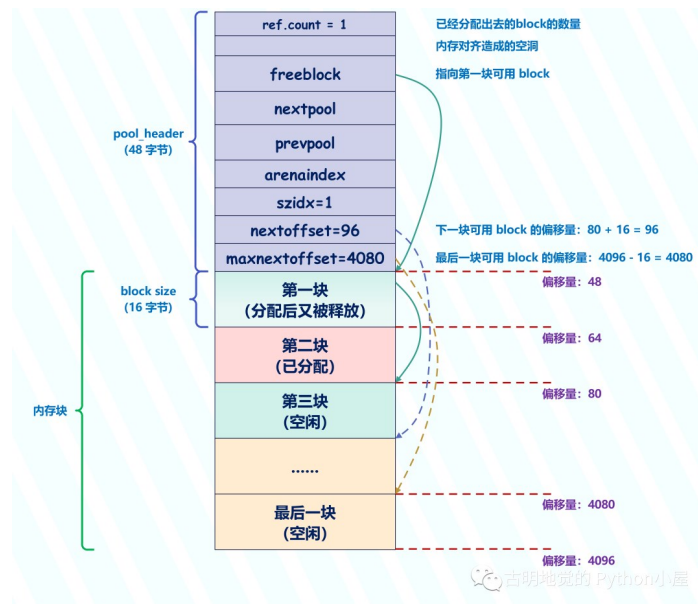 ref.count = 1
已经分配出去的block的数量
内存对齐造成的空洞
freeblock
指向第一块可用 block
nextpool
pool_header
(48 字节)
prevpool
arenaindex
szidx=1
nextoffset=96
下一块可用 block 的偏移量：80 + 16 = 96
maxnextoffset=4080
最后一块可用 block 的偏移量：4096 - 16 = 4080
偏移量：48
block size
(16 字节)
第一块
(分配后又被释放)
偏移量：64
第二块
(已分配)
偏移量：80
内存块
第三块
(空闲)
......
偏移量：4080
最后一块
(空闲)
偏移量：4096
古明地觉的 Python小屋